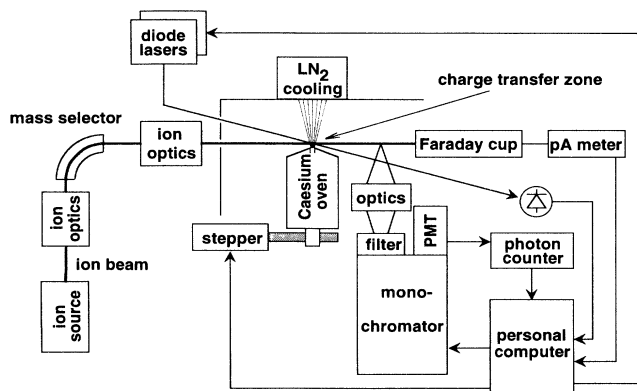 diode
lasers
LN2
cooling
charge transfer zone
mass selector
ion
optics
Faraday cup
pA meter
Caesium
oven
ion
optics
optics
stepper
filter
PMT
photon
counter
ion beam
ion
source
mono-
chromator
personal
computer